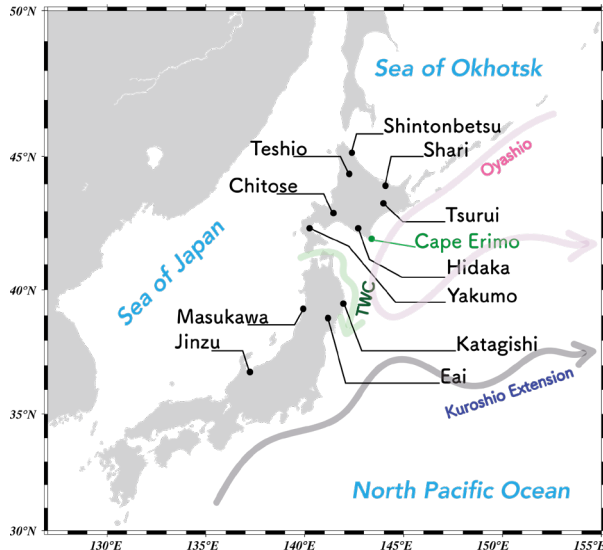 50°N
Sea of Okhotsk
Shintonbetsu
45°N
Teshio
Shari
Oyashio
Chitose
Tsurui
Cape Erimo
Sea of Japan
Hidaka
40°N
TWC
Yakumo
Masukawa
Jinzu
Katagishi
Eai
Kuroshio Extension
35°N
North Pacific Ocean
30°N
130°E
135°E
140°E
145°E
150°E
155°E